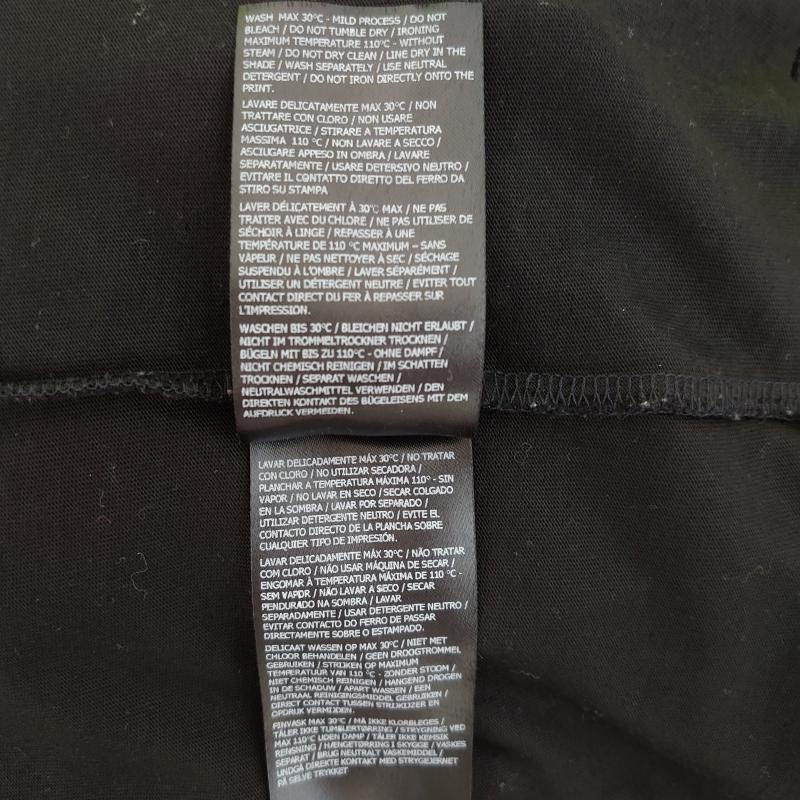 WASH MAX 30°C - MILD PROCESS / DO NOT
BLEACH / DO NOT TUMBLE DRY / IRONING
MAXIMUM TEMPERATURE 110°C - WITHOUT
STEAM / DO NOT DRY CLEAN / LINE DRY IN THE
SHADE / WASH SEPARATELY / USE NEUTRAL
DETERGENT / DO NOT IRON DIRECTLY ONTO THE
PRINT.
LAVARE DELICATAMENTE MAX 30°C / NON
TRATTARE CON CLORO / NON USARE
ASCIUGATRICE / STIRARE A TEMPERATURA
MASSIMA 110 °C / NON LAVARE A SECCO /
ASCIUGARE APPESO IN OMBRA / LAVARE
SEPARATAMENTE / USARE DETERSIVO NEUTRO /
EVITARE IL CONTATTO DIRETTO DEL FERRO DA
STIRO SU STAMPA
LAVER DÉLICATEMENT À 30°C MAX / NE PAS
TRAITER AVEC DU CHLORE / NE PAS UTILISER DE
SÉCHOIR À LINGE / REPASSER À UNE
TEMPÉRATURE DE 110 °C MAXIMUM – SANS
VAPEUR / NE PAS NETTOYER À SEC / SÉCHAGE
SUSPENDU À L'OMBRE / LAVER SÉPARÉMENT /
UTILISER UN DÉTERGENT NEUTRE / EVITER TOUT
CONTACT DIRECT DU FER À REPASSER SUR
L'IMPRESSION.
WASCHEN BIS 30°C / BLEICHEN NICHT ERLAUBT /
NICHT IM TROMMELTROCKNER TROCKNEN /
BÜGELN MIT BIS ZU 110°C - OHNE DAMPF /
NICHT CHEMISCH REINIGEN / IM SCHATTEN
TROCKNEN / SEPARAT WASCHEN /
NEUTRALWASCHMITTEL VERWENDEN / DEN
DIREKTEN KONTAKT DES BÜGELEISENS MIT DEM
AUFDRUCK VERMEIDEN.
LAVAR DELICADAMENTE MÁX 30°C / NO TRATAR
CON CLORO / NO UTILIZAR SECADORA /
PLANCHAR A TEMPERATURA MÁXIMA 110° - SIN
VAPOR / NO LAVAR EN SECO / SECAR COLGADO
EN LA SOMBRA / LAVAR POR SEPARADO /
UTILIZAR DETERGENTE NEUTRO / EVITE EL
CONTACTO DIRECTO DE LA PLANCHA SOBRE
CUALQUIER TIPO DE IMPRESIÓN.
LAVAR DELICADAMENTE MÁX 30°C / NÃO TRATAR
COM CLORO / NÃO USAR MÁQUINA DE SECAR /
ENGOMAR À TEMPERATURA MÁXIMA DE 110 °C -
SEM VAPOR / NÃO LAVAR A SECO / SECAR
PENDURADO NA SOMBRA / LAVAR
SEPARADAMENTE / USAR DETERGENTE NEUTRO /
EVITAR CONTACTO DO FERRO DE PASSAR
DIRECTAMENTE SOBRE O ESTAMPADO.
DELICAAT WASSEN OP MAX 30°C / NIET MET
CHLOOR BEHANDELEN / GEEN DROOGTROMMEL
GEBRUIKEN / STRIJKEN OP MAXIMUM
TEMPERATUUR VAN 110 °C - ZONDER STOOM /
NIET CHEMISCH REINIGEN / HANGEND DROGEN
IN DE SCHADUW / APART WASSEN / EEN
NEUTRAAL REINIGINGSMIDDEL GEBRUIKEN /
DIRECT CONTACT TUSSEN STRIJKIJZER EN
OPDRUK VERMIJDEN.
FINVASK MAX 30°C / MÅ IKKE KLORBLEGES /
TÅLER IKKE TUMBLERTØRRING / STRYGNING VED
MAX 110°C UDEN DAMP / TÅLER IKKE KEMISK
RENSNING / HÆNGETØRRING I SKYGGE / VASKES
SEPARAT / BRUG NEUTRALT VASKEMIDDEL /
UNDGÅ DIREKTE KONTAKT MED STRYGEJERNET
PÅ SELVE TRYKKET